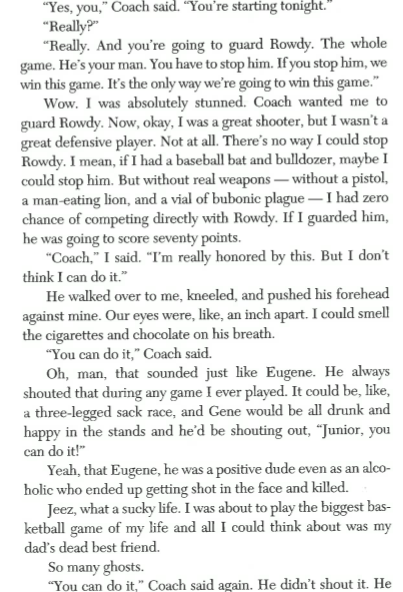 "Yes, you," Coach said. "You're starting tonight."
"Really?"
"Really. And you're going to guard Rowdy. The whole
game. He's your man. You have to stop him. If you stop him, we
win this game. It's the only way we're going to win this game."
Wow. I was absolutely stunned. Coach wanted me to
guard Rowdy. Now, okay, I was a great shooter, but I wasn't a
great defensive player. Not at all. There's no way I could stop
Rowdy. I mean, if I had a baseball bat and bulldozer, maybe I
could stop him. But without real weapons — without a pistol,
a man-eating lion, and a vial of bubonic plague — I had zero
chance of competing directly with Rowdy. If I guarded him,
he was going to score seventy points.
"Coach," I said. "I'm really honored by this. But I don't
think I can do it."
He walked over to me, kneeled, and pushed his forehead
against mine. Our eyes were, like, an inch apart. I could smell
the cigarettes and chocolate on his breath.
"You can do it," Coach said.
Oh, man, that sounded just like Eugene. He always
shouted that during any game I ever played. It could be, like,
a three-legged sack race, and Gene would be all drunk and
happy in the stands and he'd be shouting out, "Junior, you
can do it!"
Yeah, that Eugene, he was a positive dude even as an alco-
holic who ended up getting shot in the face and killed.
Jeez, what a sucky life. I was about to play the biggest bas-
ketball game of my life and all I could think about was my
dad's dead best friend.
So many ghosts.
"You can do it," Coach said again. He didn't shout it. He